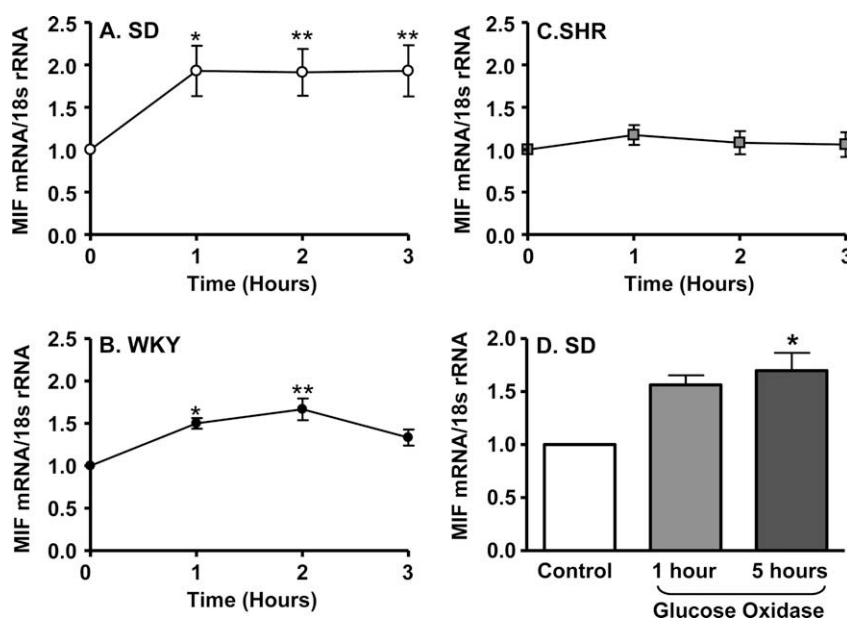 A. SD
MIF mRNA/18s rRNA
2.5
2.0
1.5
1.0
0.5
0.0
*
**
**
0
1
2
3
Time (Hours)
C.SHR
MIF mRNA/18s rRNA
2.5
2.0
1.5
1.0
0.5
0.0
0
1
2
3
Time (Hours)
B. WKY
MIF mRNA/18s rRNA
2.5
2.0
1.5
1.0
0.5
0.0
*
**
0
1
2
3
Time (Hours)
D. SD
MIF mRNA/18s rRNA
2.0
1.5
1.0
0.5
0.0
*
Control
1 hour
5 hours
Glucose Oxidase